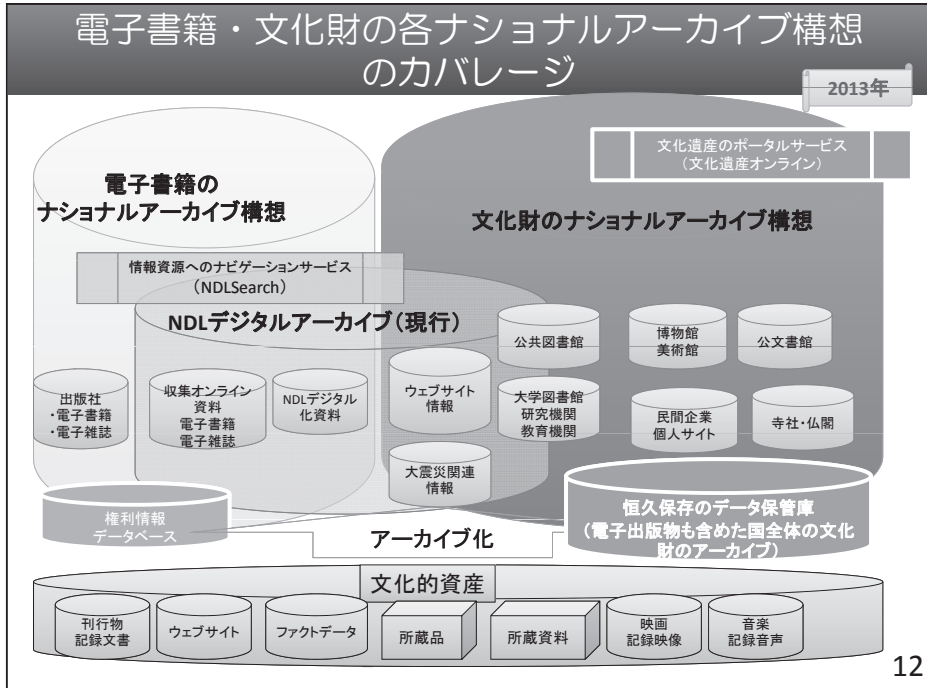 電子書籍・文化財の各ナショナルアーカイブ構想
のカバレージ
2013年
文化遺産のポータルサービス
（文化遺産オンライン）
電子書籍の
ナショナルアーカイブ構想
文化財のナショナルアーカイブ構想
情報資源へのナビゲーションサービス
（NDLSearch）
NDLデジタルアーカイブ（現行）
公共図書館
博物館
美術館
公文書館
出版社
・電子書籍
・電子雑誌
収集オンライン
資料
電子書籍
電子雑誌
NDLデジタル
化資料
ウェブサイト
情報
大学図書館
研究機関
教育機関
民間企業
個人サイト
寺社・仏閣
大震災関連
情報
権利情報
データベース
恒久保存のデータ保管庫
（電子出版物も含めた国全体の文化
財のアーカイブ）
アーカイブ化
文化的資産
刊行物
記録文書
ウェブサイト
ファクトデータ
所蔵品
所蔵資料
映画
記録映像
音楽
記録音声
12